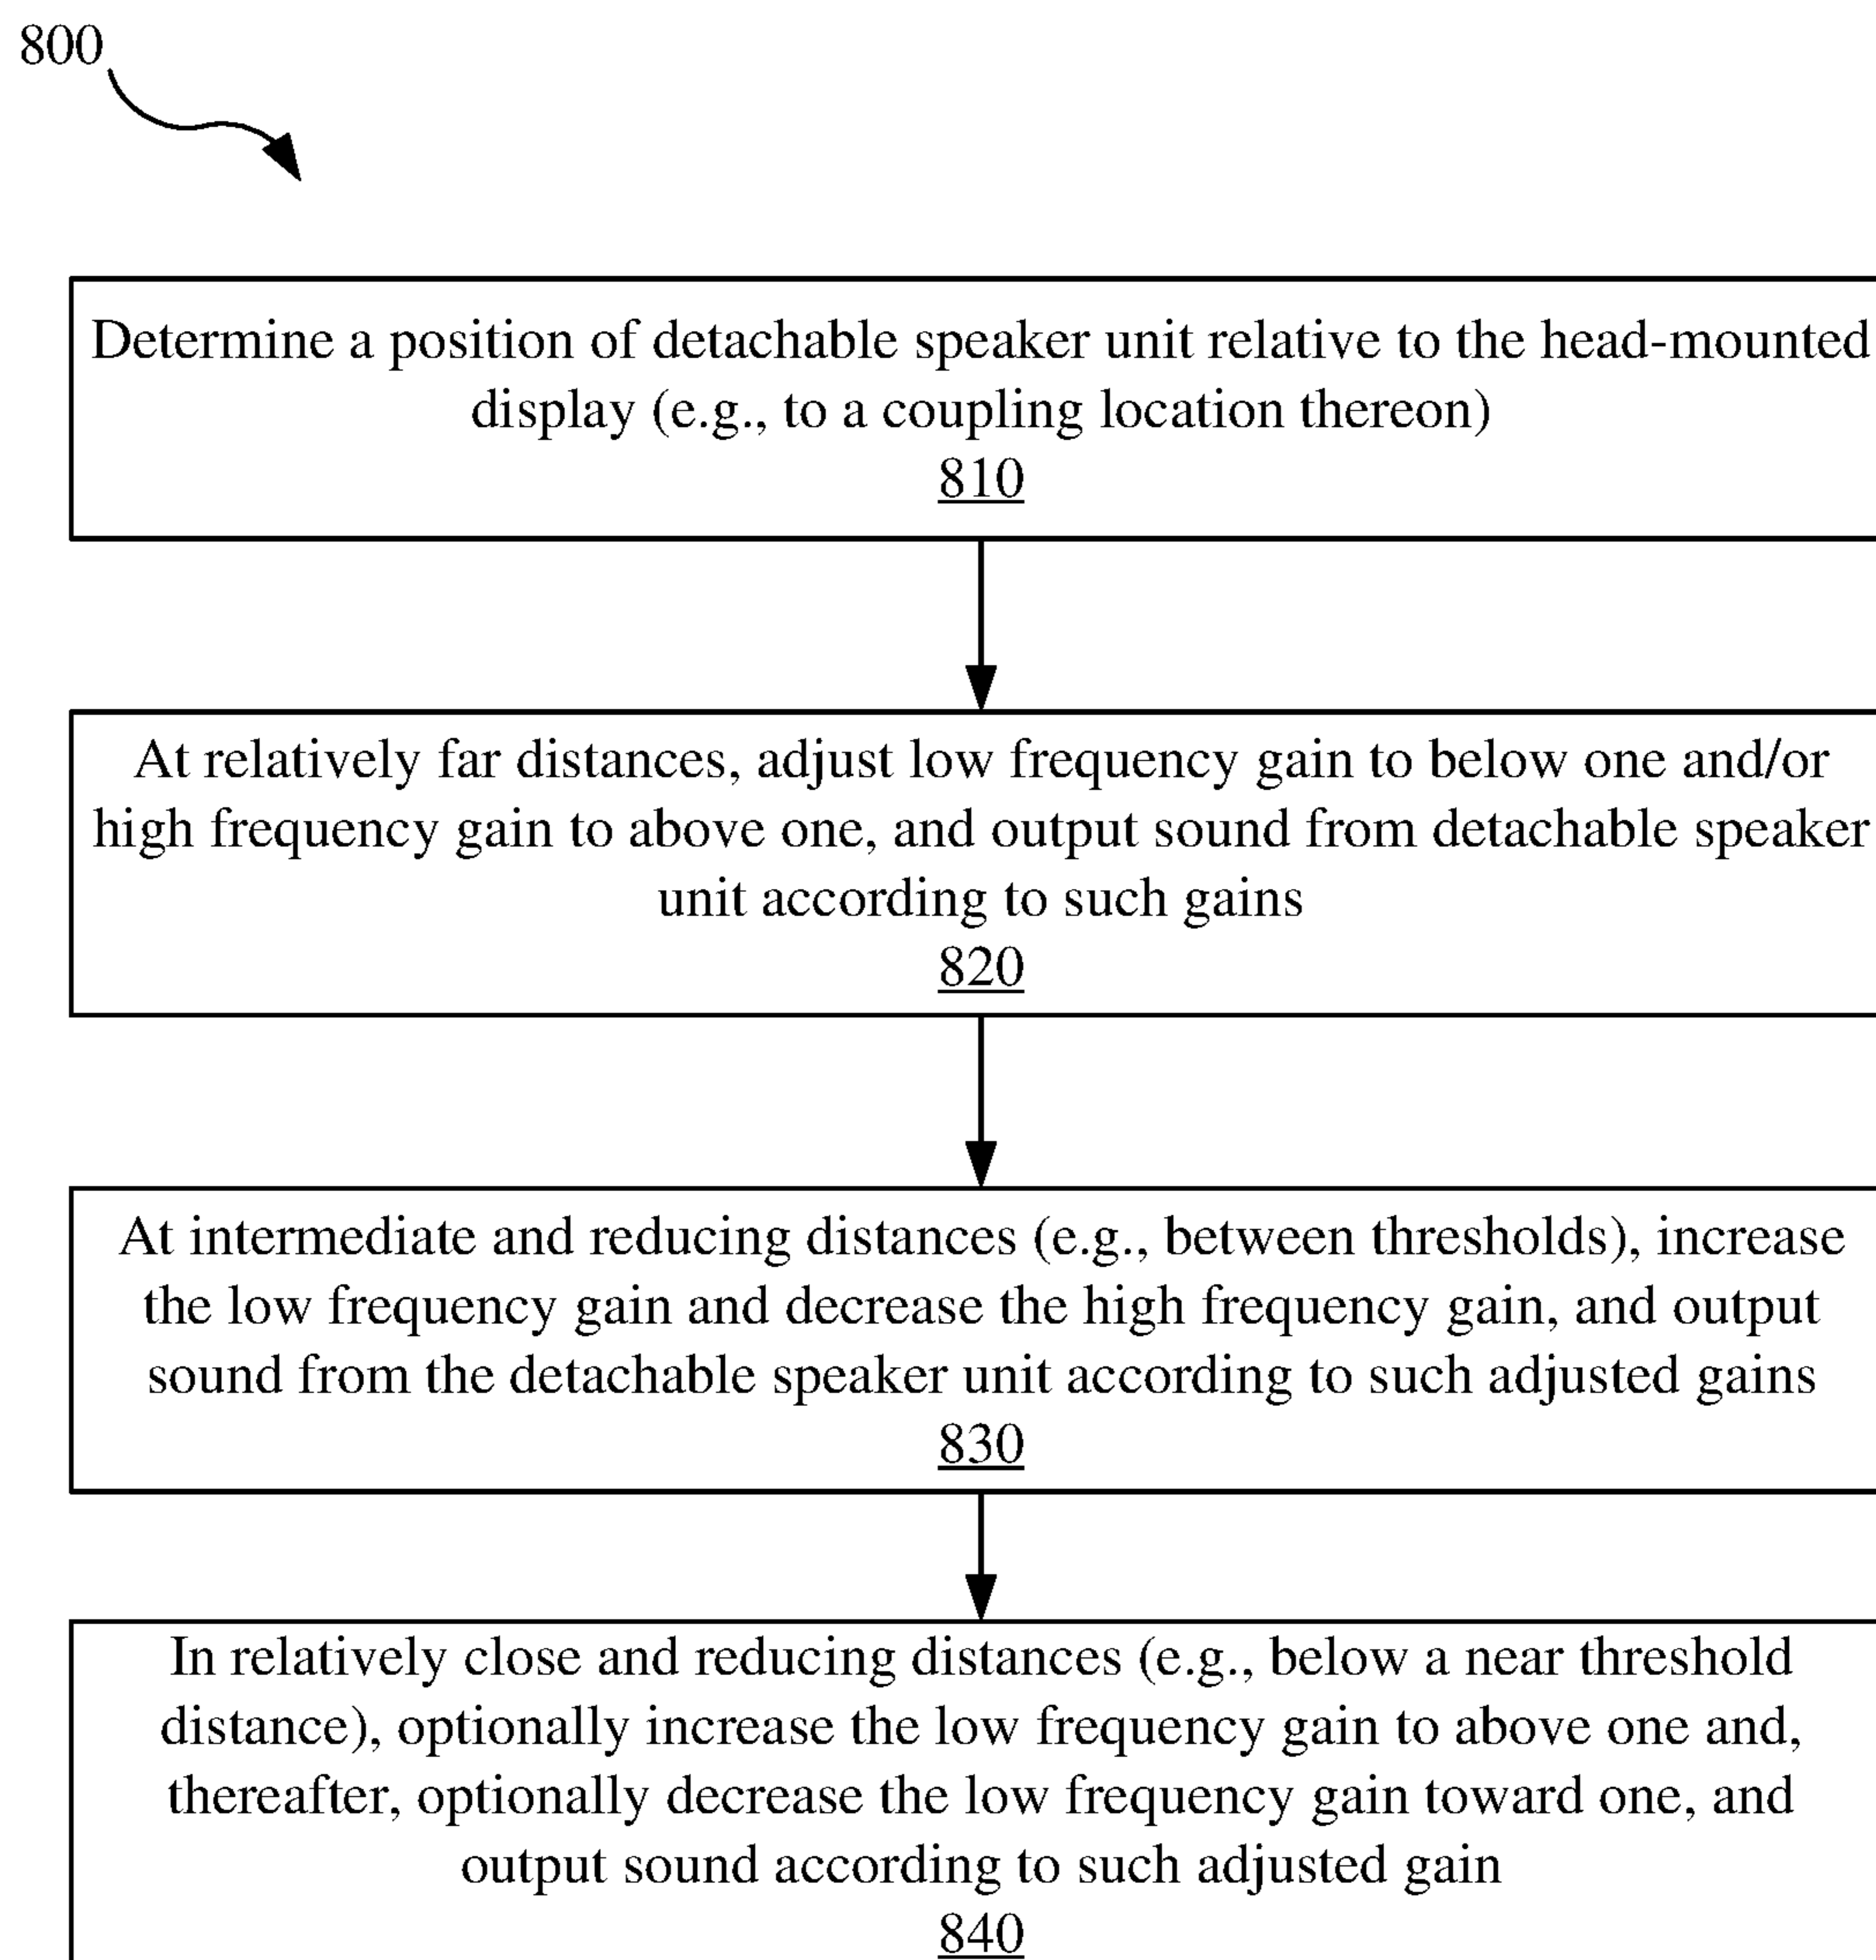 800
Determine a position of detachable speaker unit relative to the head-mounted
display (e.g., to a coupling location thereon)
810
At relatively far distances, adjust low frequency gain to below one and/or
high frequency gain to above one, and output sound from detachable speaker
unit according to such gains
820
At intermediate and reducing distances (e.g., between thresholds), increase
the low frequency gain and decrease the high frequency gain, and output
sound from the detachable speaker unit according to such adjusted gains
830
In relatively close and reducing distances (e.g., below a near threshold
distance), optionally increase the low frequency gain to above one and,
thereafter, optionally decrease the low frequency gain toward one, and
output sound according to such adjusted gain
840